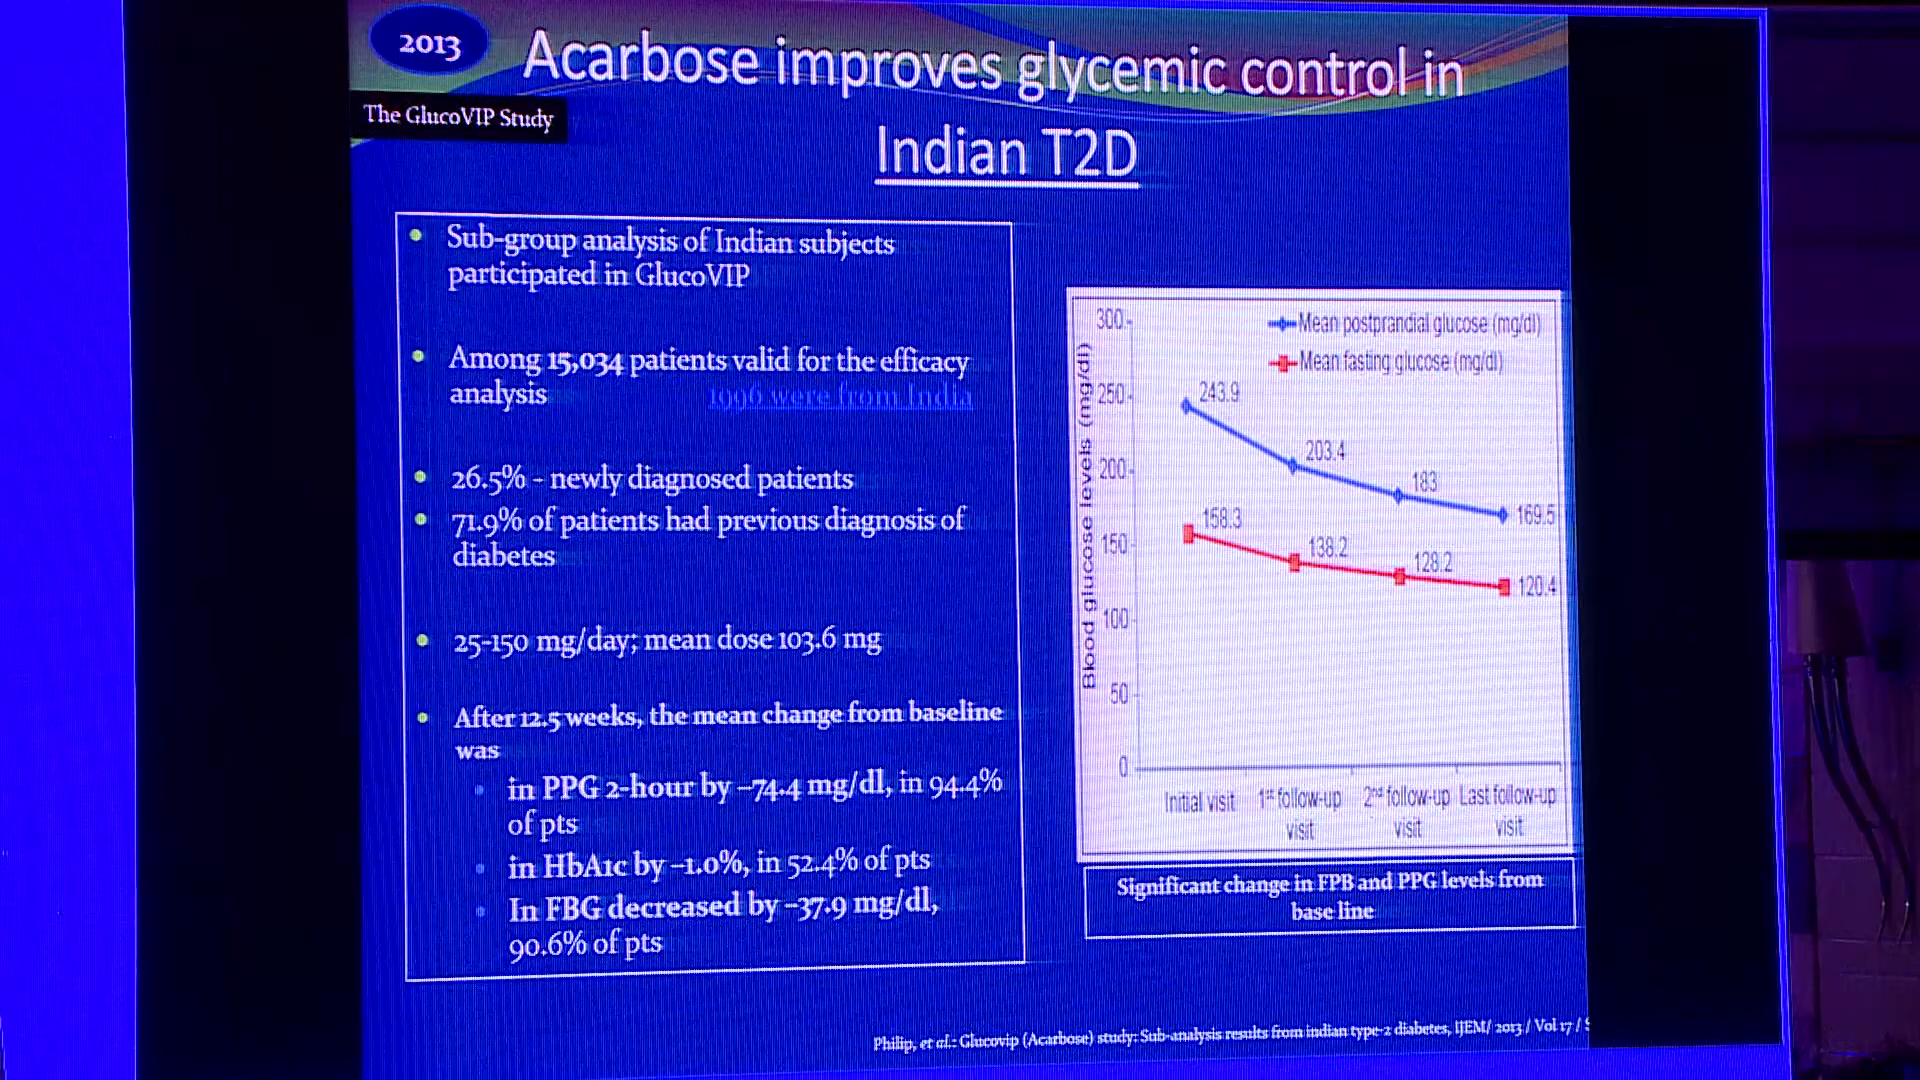 2013
Acarbose improves glycemic control in
The GlucoVIP Study
Indian T2D
• Sub-group analysis of Indian subjects
participated in GlucoVIP
• Among 15,034 patients valid for the efficacy
analysis 1996 were from India
• 26.5% - newly diagnosed patients
• 71.9% of patients had previous diagnosis of
diabetes
• 25-150 mg/day; mean dose 103.6 mg
• After 12.5 weeks, the mean change from baseline
was
• in PPG 2-hour by –74.4 mg/dl, in 94.4%
of pts
• in HbA1c by –1.0%, in 52.4% of pts
• In FBG decreased by –37.9 mg/dl,
90.6% of pts
Mean postprandial glucose (mg/dl)
Mean fasting glucose (mg/dl)
Blood glucose levels (mg/dl)
300
250
200
150
100
50
0
243.9
203.4
183
169.5
158.3
138.2
128.2
120.4
Initial visit
1st follow-up
visit
2nd follow-up
visit
Last follow-up
visit
Significant change in FPB and PPG levels from
base line
Philip, et al.: Glucovip (Acarbose) study: Sub-analysis results from indian type-2 diabetes, IJEM/ 2013 / Vol 17 /